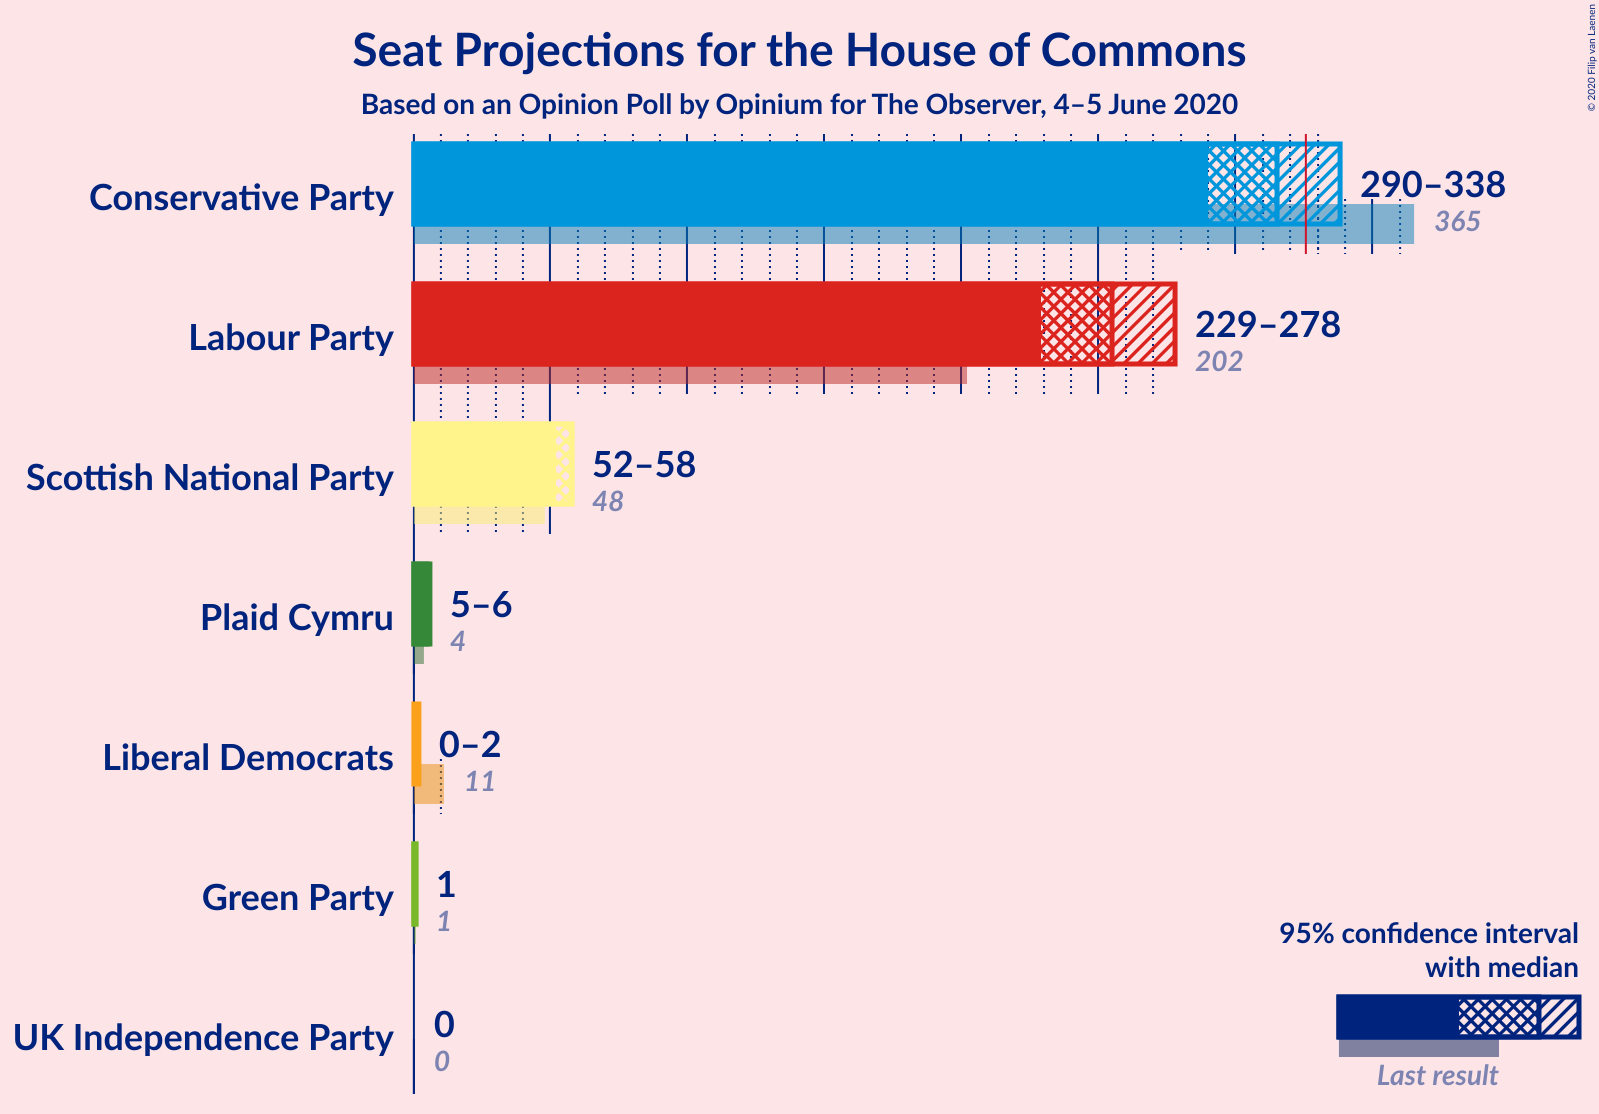 Seat Projections for the House of Commons
Based on an Opinion Poll by Opinium for The Observer, 4–5 June 2020
© 2020 Filip van Laenen
Conservative Party
290–338
365
Labour Party
229–278
202
Scottish National Party
52–58
48
Plaid Cymru
5–6
4
Liberal Democrats
0–2
11
Green Party
1
1
UK Independence Party
0
0
95% confidence interval
with median
Last result